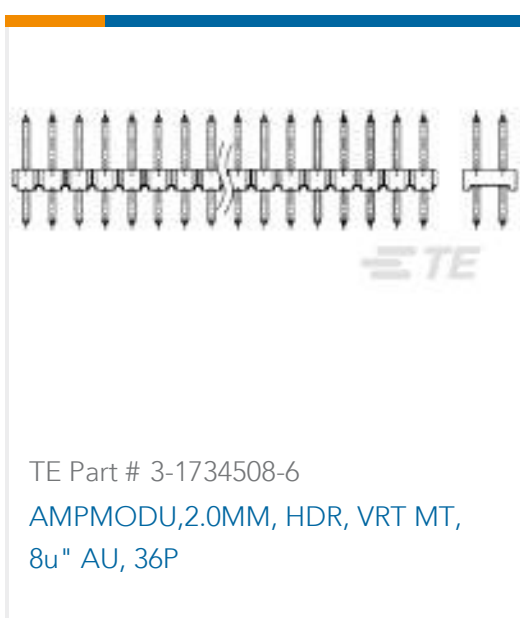 TE
TE Part # 3-1734508-6
AMPMODU,2.0MM, HDR, VRT MT,
8u" AU, 36P